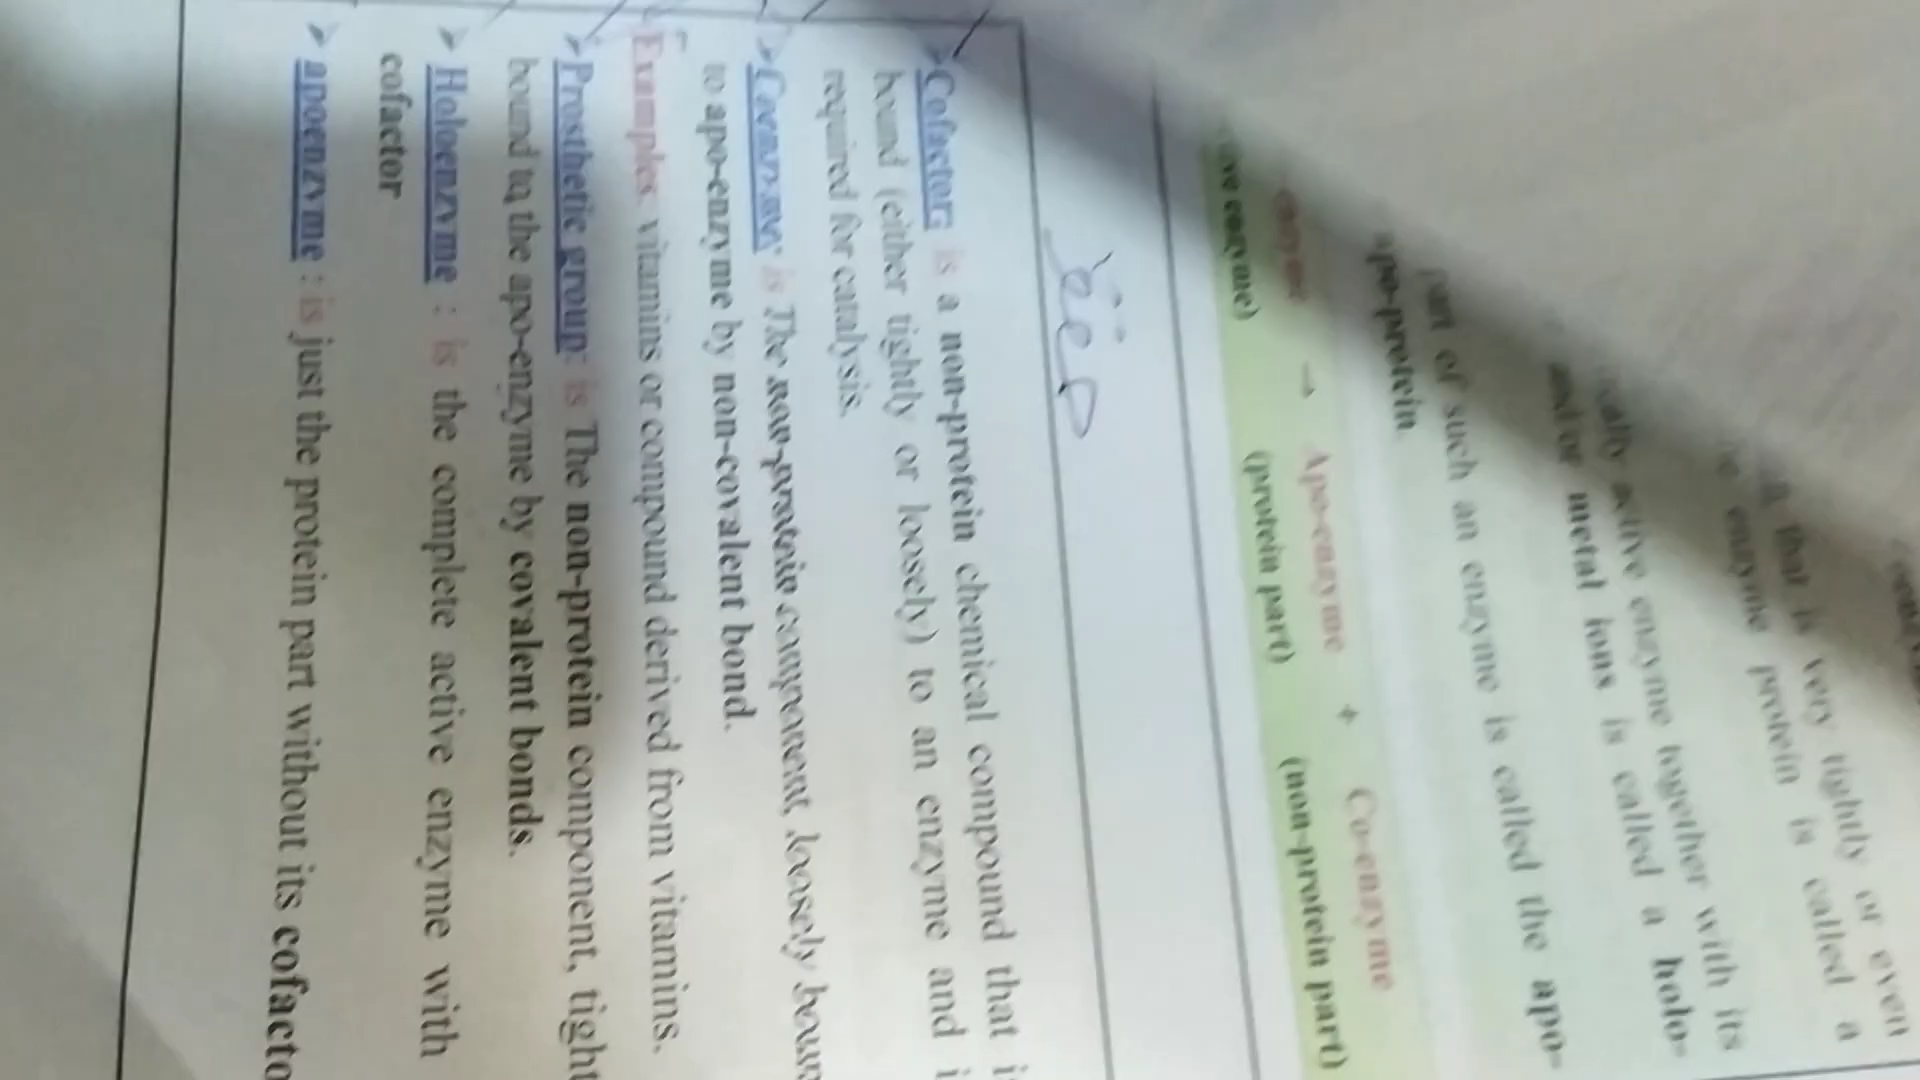 that is very tightly or even
enzyme protein is called a
active enzyme together with its
and/or metal ions is called a holo-
part of such an enzyme is called the apo-
apo-protein.
→ Apo-enzyme + Co-enzyme
enzyme) (protein part) (non-protein part)
Cofactor: is a non-protein chemical compound that
bound (either tightly or loosely) to an enzyme and
required for catalysis.
Coenzyme: is The non-protein component, loosely
to apo-enzyme by non-covalent bond.
Examples: vitamins or compound derived from vitamins.
➤ Prosthetic group: is The non-protein component,
bound to the apo-enzyme by covalent bonds.
➤ Holoenzyme : is the complete active enzyme with
cofactor
➤ apoenzyme : is just the protein part without its